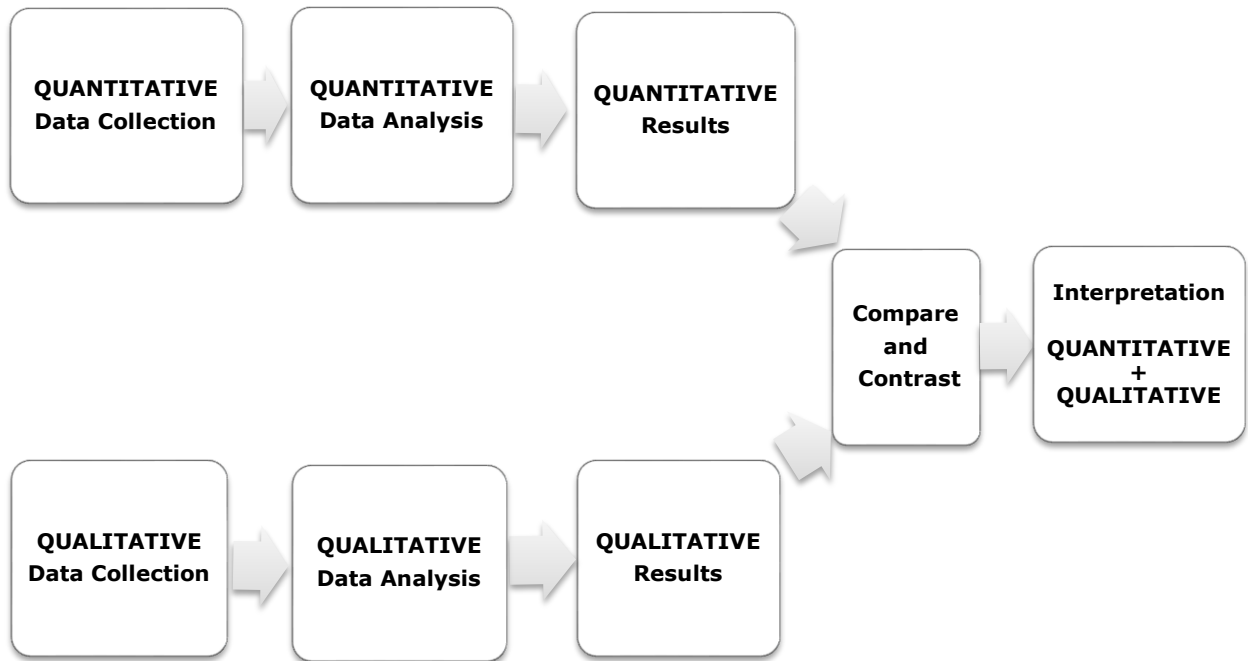 QUANTITATIVE
Data Collection
QUANTITATIVE
Data Analysis
QUANTITATIVE
Results
Compare
and
Contrast
Interpretation
QUANTITATIVE
+
QUALITATIVE
QUALITATIVE
Data Collection
QUALITATIVE
Data Analysis
QUALITATIVE
Results